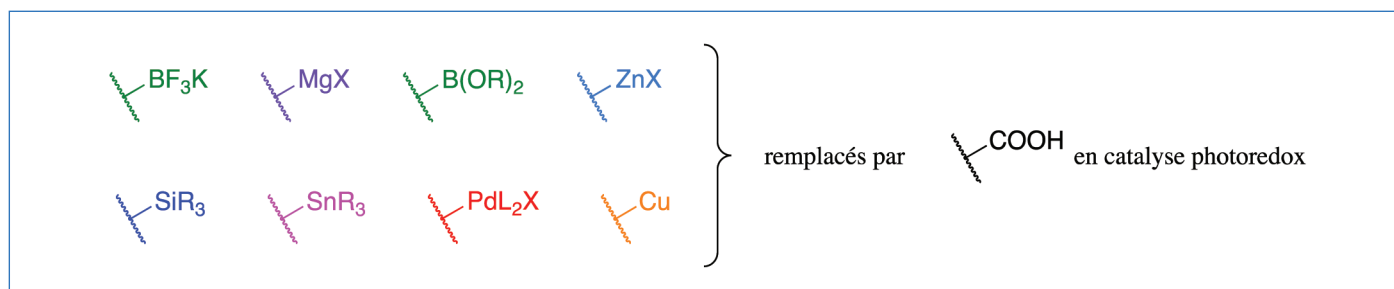 BF₃K MgX B(OR)₂ ZnX
remplacés par COOH en catalyse photoredox
SiR₃ SnR₃ PdL₂X Cu